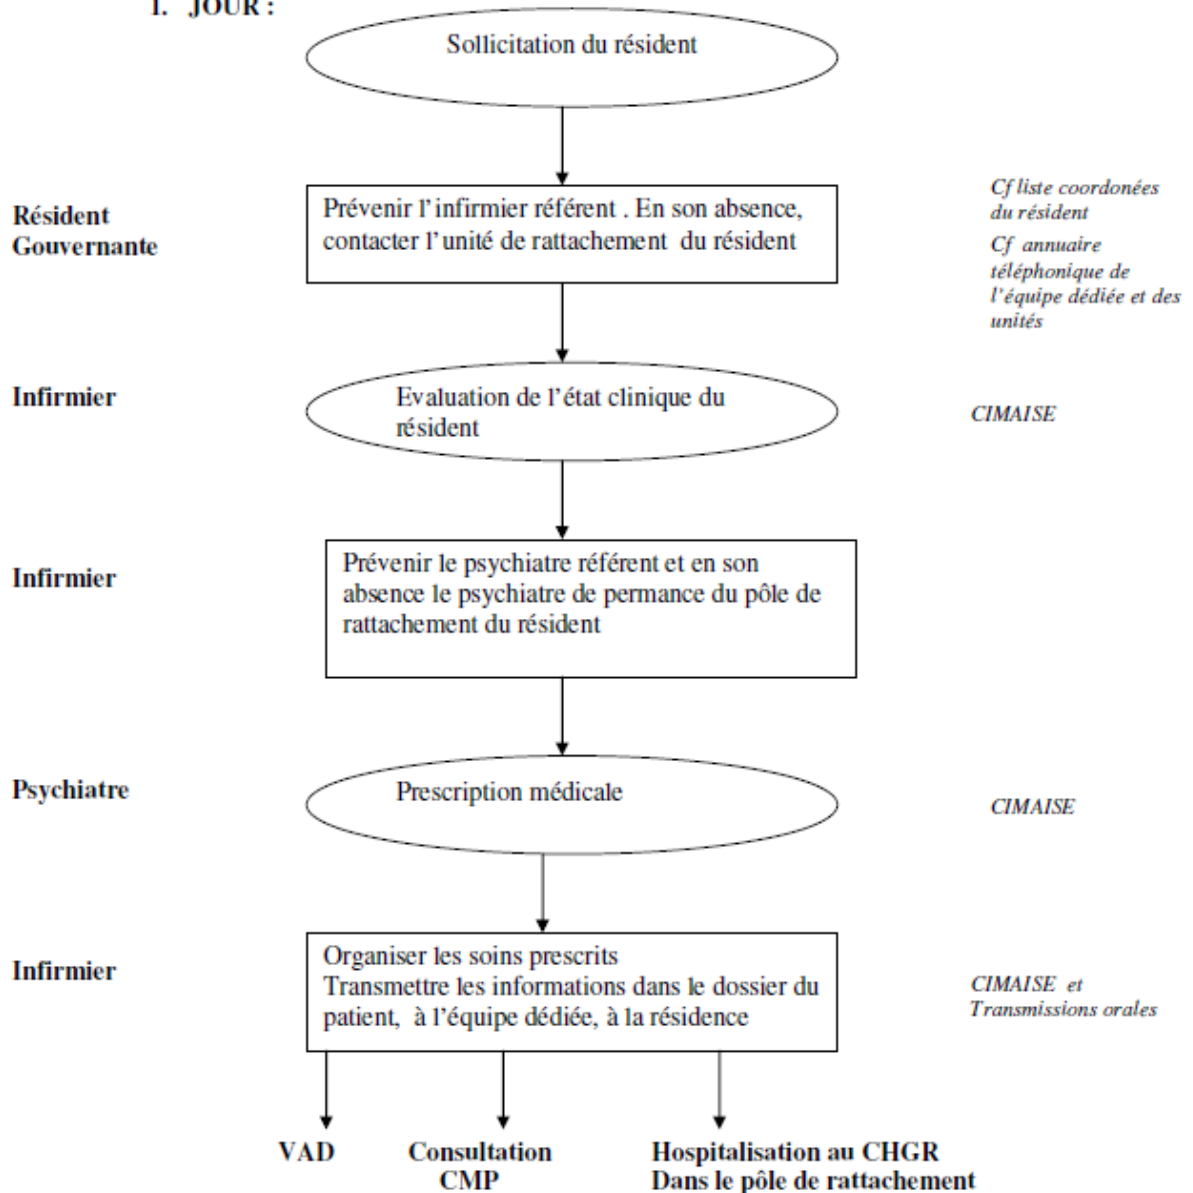 1. JOUR :
Sollicitation du résident
Résident
Gouvernante
Prévenir l'infirmier référent . En son absence,
contacter l'unité de rattachement du résident
Cf liste coordonées
du résident
Cf annuaire
téléphonique de
l'équipe dédiée et des
unités
Infirmier
Evaluation de l'état clinique du
résident
CIMAISE
Infirmier
Prévenir le psychiatre référent et en son
absence le psychiatre de permance du pôle de
rattachement du résident
Psychiatre
Prescription médicale
CIMAISE
Infirmier
Organiser les soins prescrits
Transmettre les informations dans le dossier du
patient, à l'équipe dédiée, à la résidence
CIMAISE et
Transmissions orales
VAD
Consultation
CMP
Hospitalisation au CHGR
Dans le pôle de rattachement